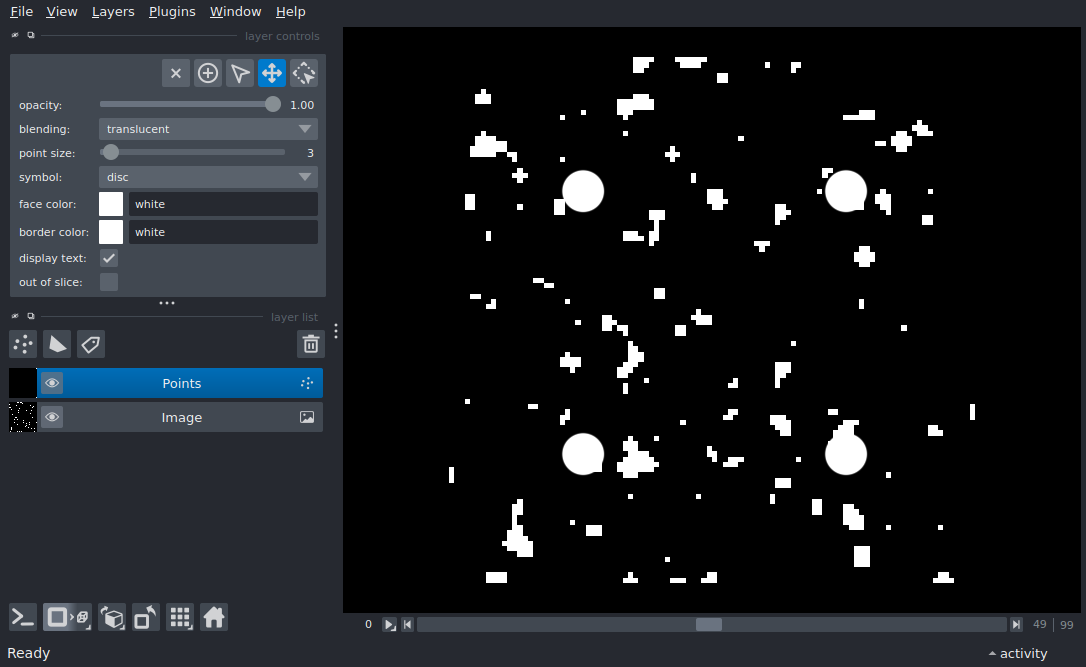 File View Layers Plugins Window Help
layer controls
opacity: 1.00
blending: translucent
point size: 3
symbol: disc
face color: white
border color: white
display text:
out of slice:
layer list
Points
Image
0 49 | 99
Ready activity